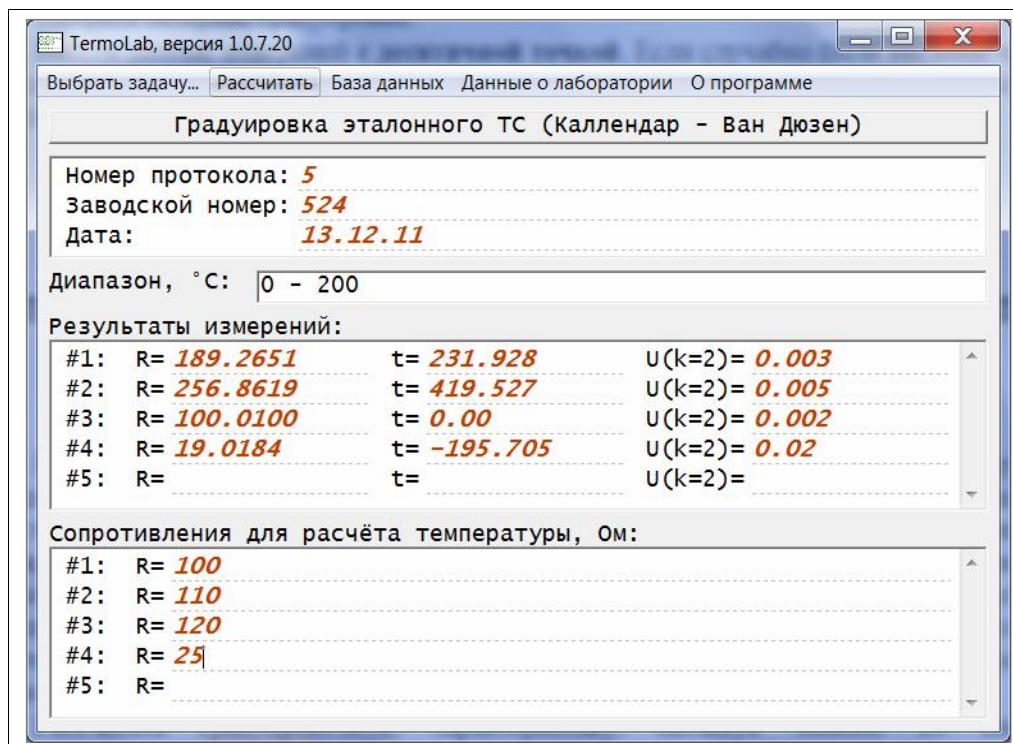 TermoLab, версия 1.0.7.20
Выбрать задачу... Рассчитать База данных Данные о лаборатории О программе
Градуировка эталонного ТС (Каллендар - Ван Дюзен)
Номер протокола: 5
Заводской номер: 524
Дата: 13.12.11
Диапазон, °C: 0 - 200
Результаты измерений:
#1: R= 189.2651 t= 231.928 U(k=2)= 0.003
#2: R= 256.8619 t= 419.527 U(k=2)= 0.005
#3: R= 100.0100 t= 0.00 U(k=2)= 0.002
#4: R= 19.0184 t= -195.705 U(k=2)= 0.02
#5: R= t= U(k=2)=
Сопротивления для расчёта температуры, Ом:
#1: R= 100
#2: R= 110
#3: R= 120
#4: R= 25
#5: R=